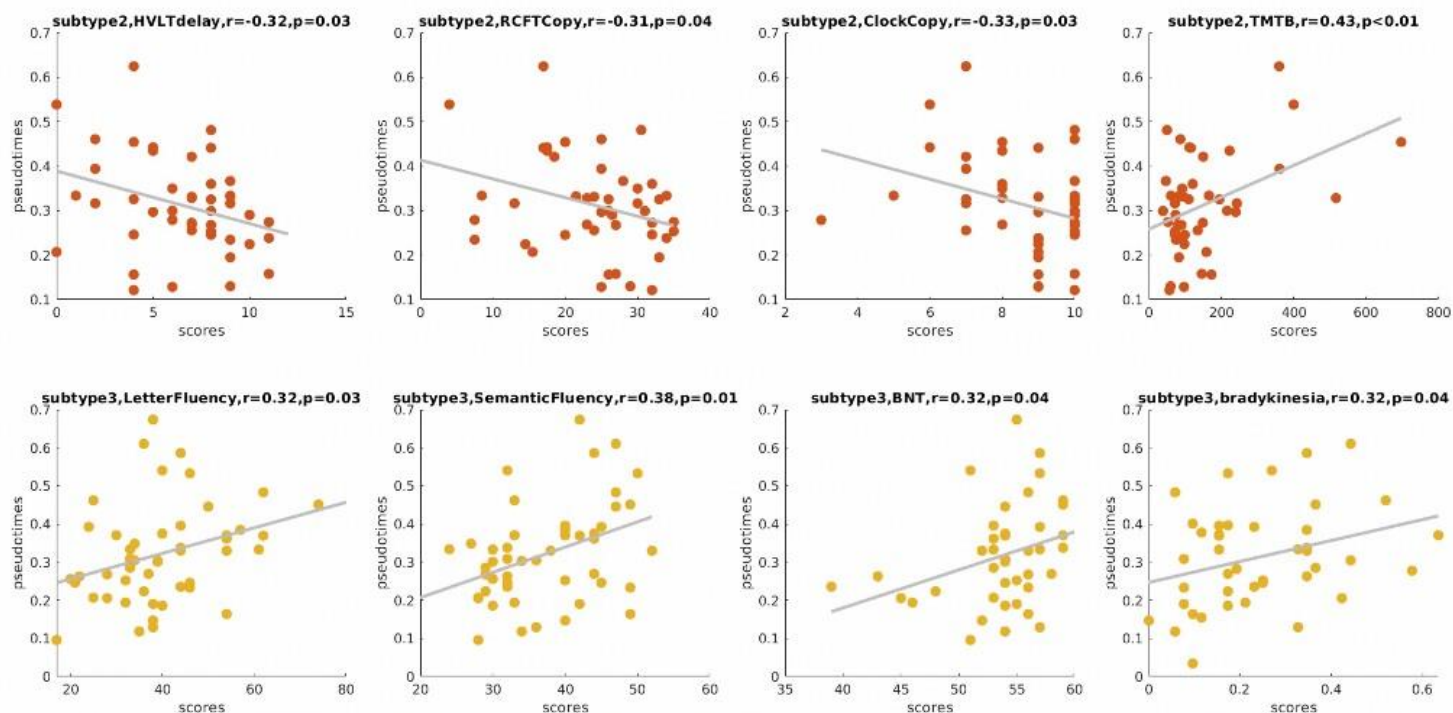 subtype2,HVLTdelay,r=-0.32,p=0.03
0.7
0.6
0.5
0.4
0.3
0.2
0.1
pseudotimes
0 5 10 15
scores
subtype2,RCFTCopy,r=-0.31,p=0.04
0.7
0.6
0.5
0.4
0.3
0.2
0.1
pseudotimes
0 10 20 30 40
scores
subtype2,ClockCopy,r=-0.33,p=0.03
0.7
0.6
0.5
0.4
0.3
0.2
0.1
pseudotimes
2 4 6 8 10
scores
subtype2,TMTB,r=0.43,p<0.01
0.7
0.6
0.5
0.4
0.3
0.2
0.1
pseudotimes
0 200 400 600 800
scores
subtype3,LetterFluency,r=0.32,p=0.03
0.7
0.6
0.5
0.4
0.3
0.2
0.1
0
pseudotimes
20 40 60 80
scores
subtype3,SemanticFluency,r=0.38,p=0.01
0.7
0.6
0.5
0.4
0.3
0.2
0.1
0
pseudotimes
20 30 40 50 60
scores
subtype3,BNT,r=0.32,p=0.04
0.7
0.6
0.5
0.4
0.3
0.2
0.1
0
pseudotimes
35 40 45 50 55 60
scores
subtype3,bradykinesia,r=0.32,p=0.04
0.7
0.6
0.5
0.4
0.3
0.2
0.1
0
pseudotimes
0 0.2 0.4 0.6
scores